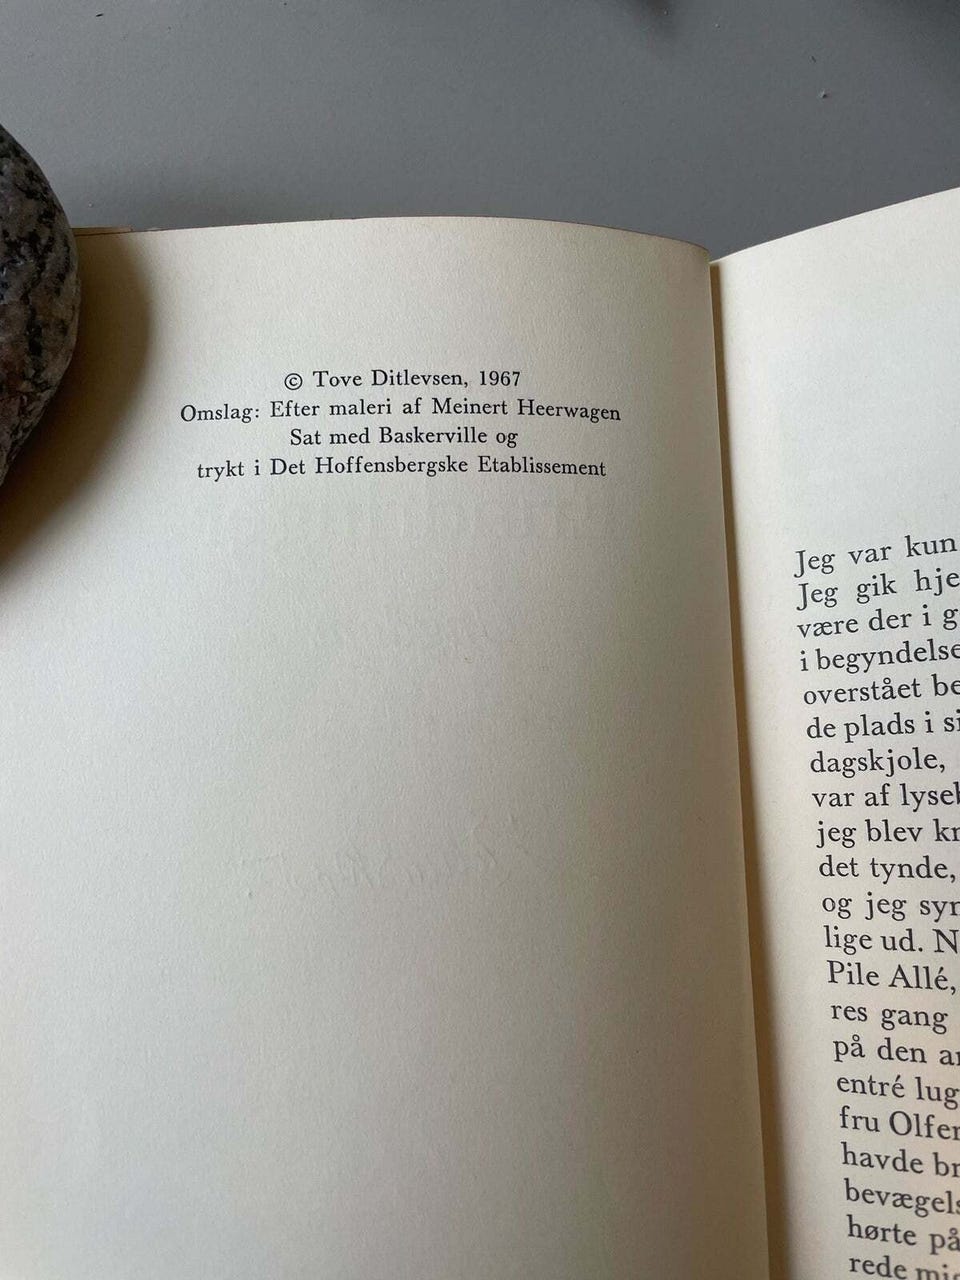 © Tove Ditlevsen, 1967
Omslag: Efter maleri af Meinert Heerwagen
Sat med Baskerville og
trykt i Det Hoffensbergske Etablissement
Jeg var kun
Jeg gik
være der i
i begyndelse
overstået
de plads i
dagskjole,
var af
jeg blev
det tynde,
og jeg
lige ud.
Pile Allé,
res gang
på den
entré
fru
havde
hørte på
rede